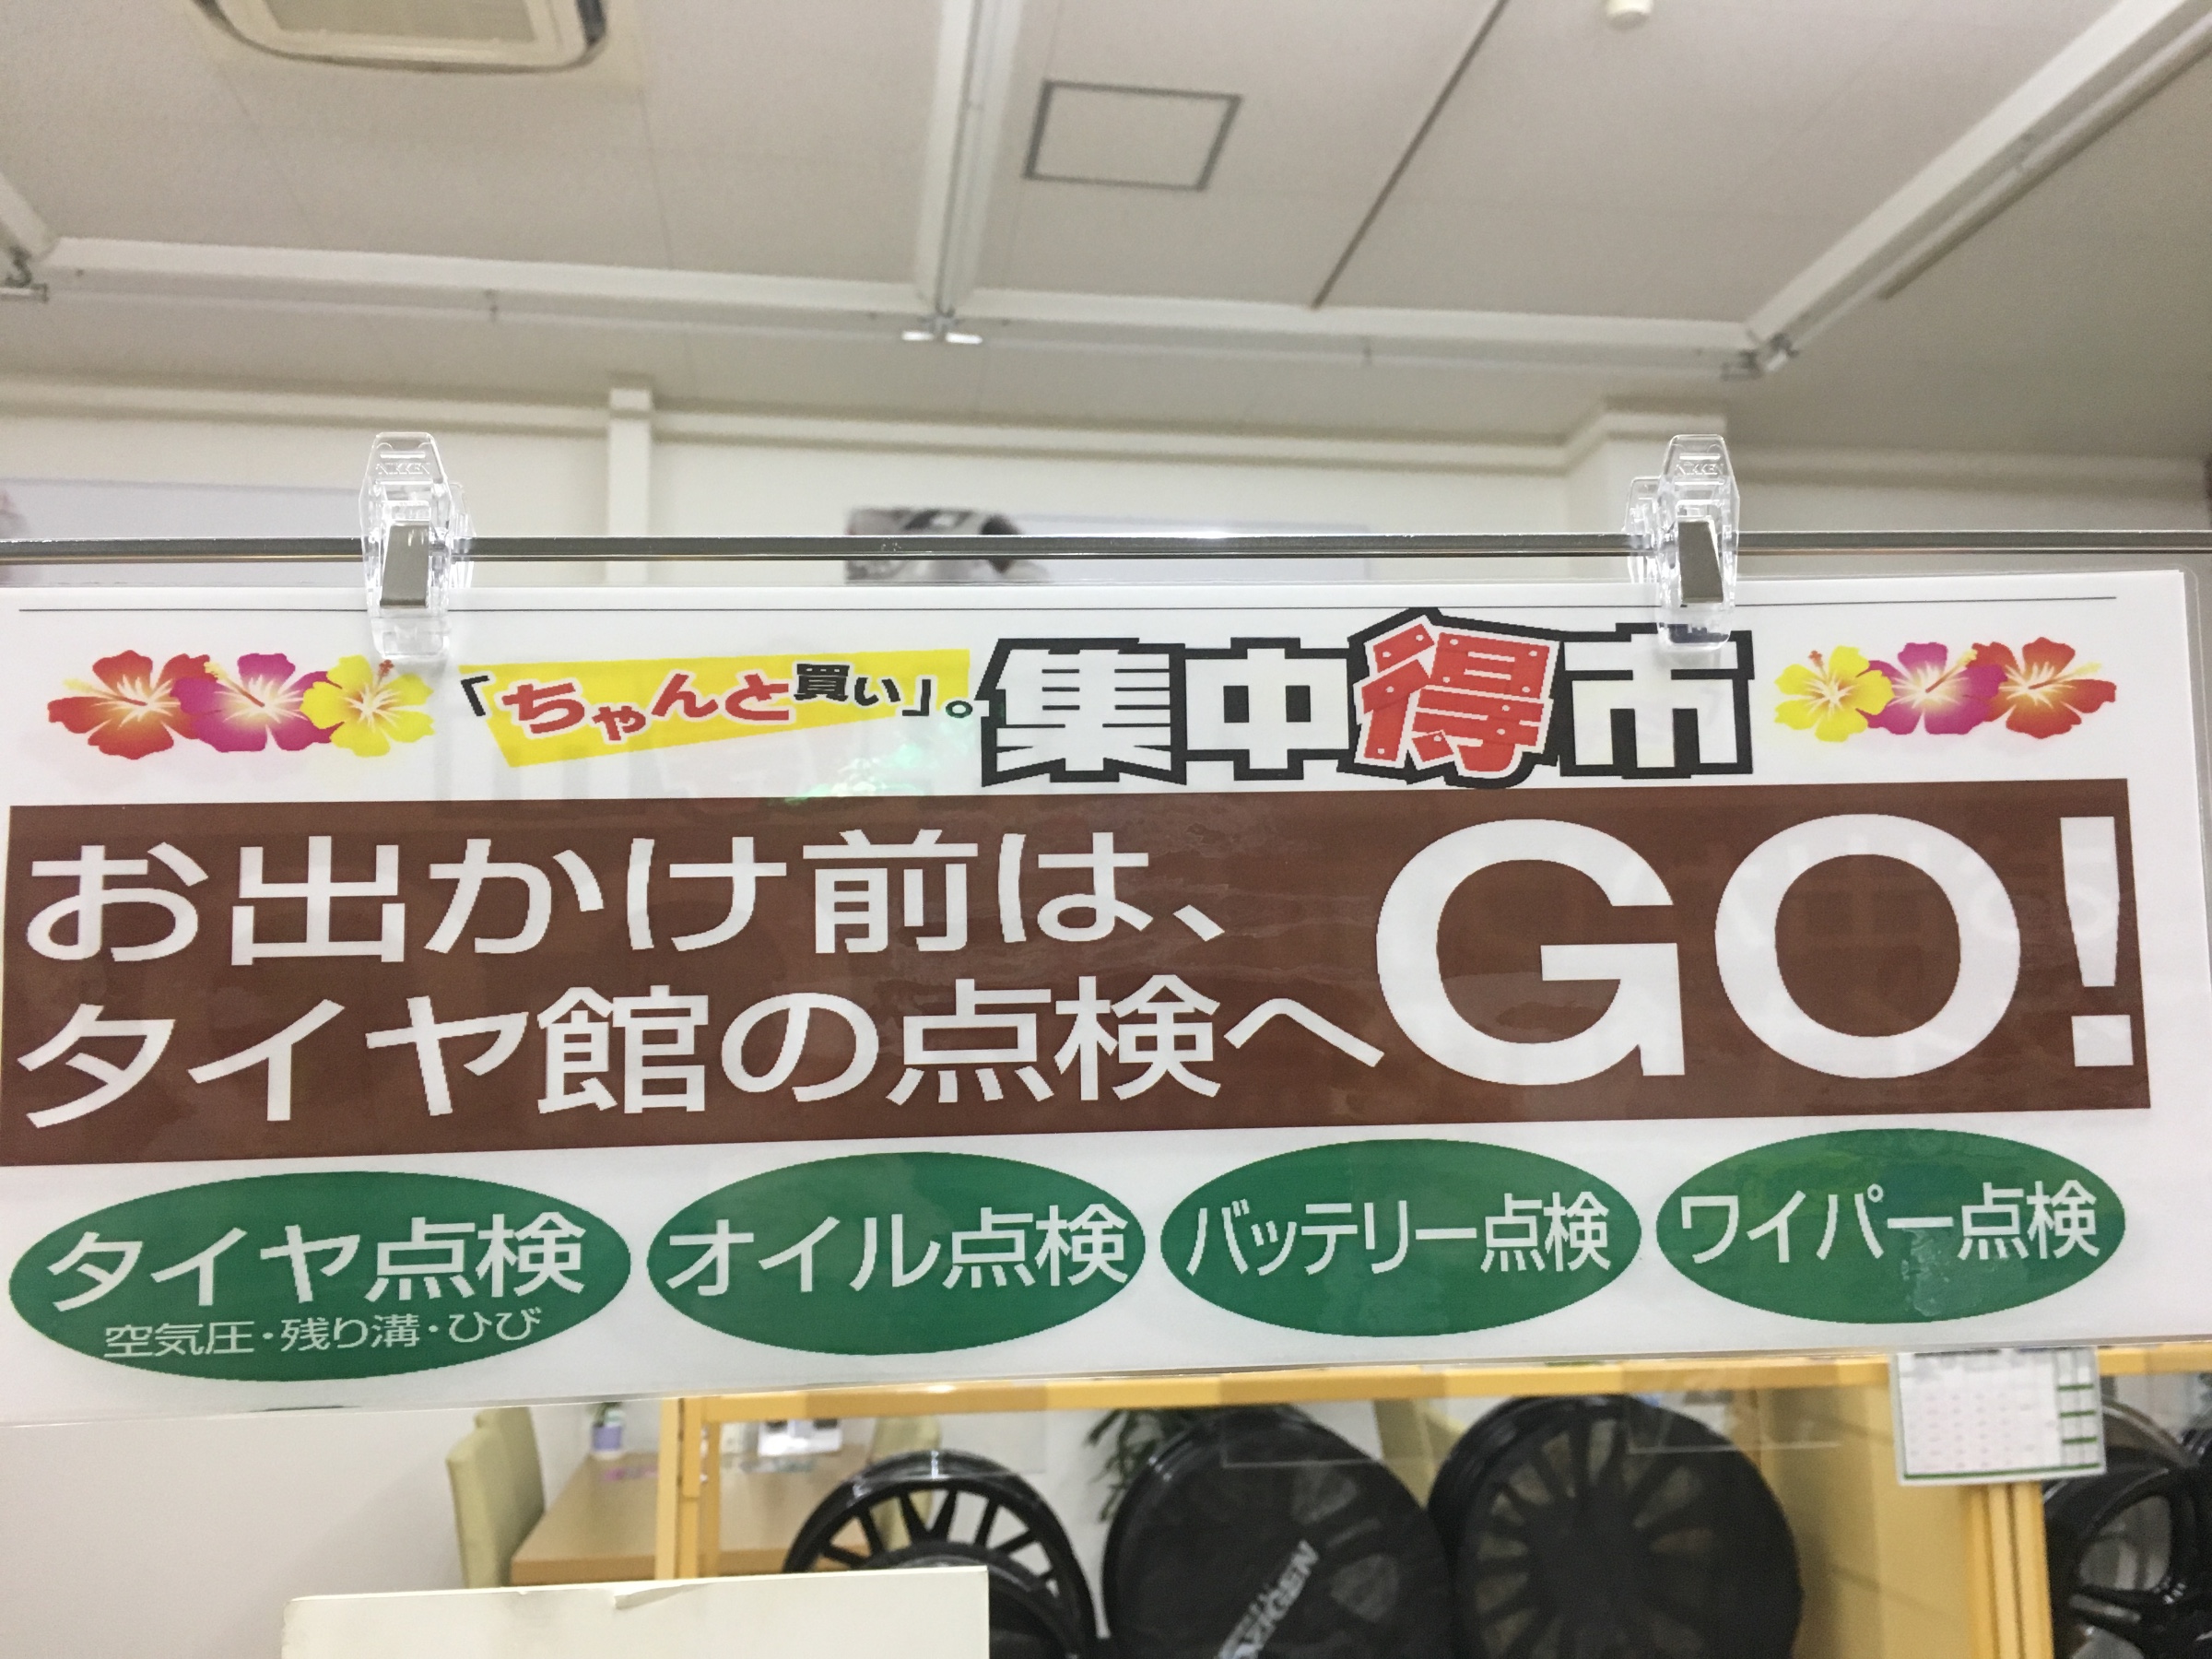 NIKKEN
NIKKEN
「ちゃんと買い」。集中得市
お出かけ前は、
タイヤ館の点検へGO!
タイヤ点検
空気圧・残り溝・ひび
オイル点検
バッテリー点検
ワイパー点検